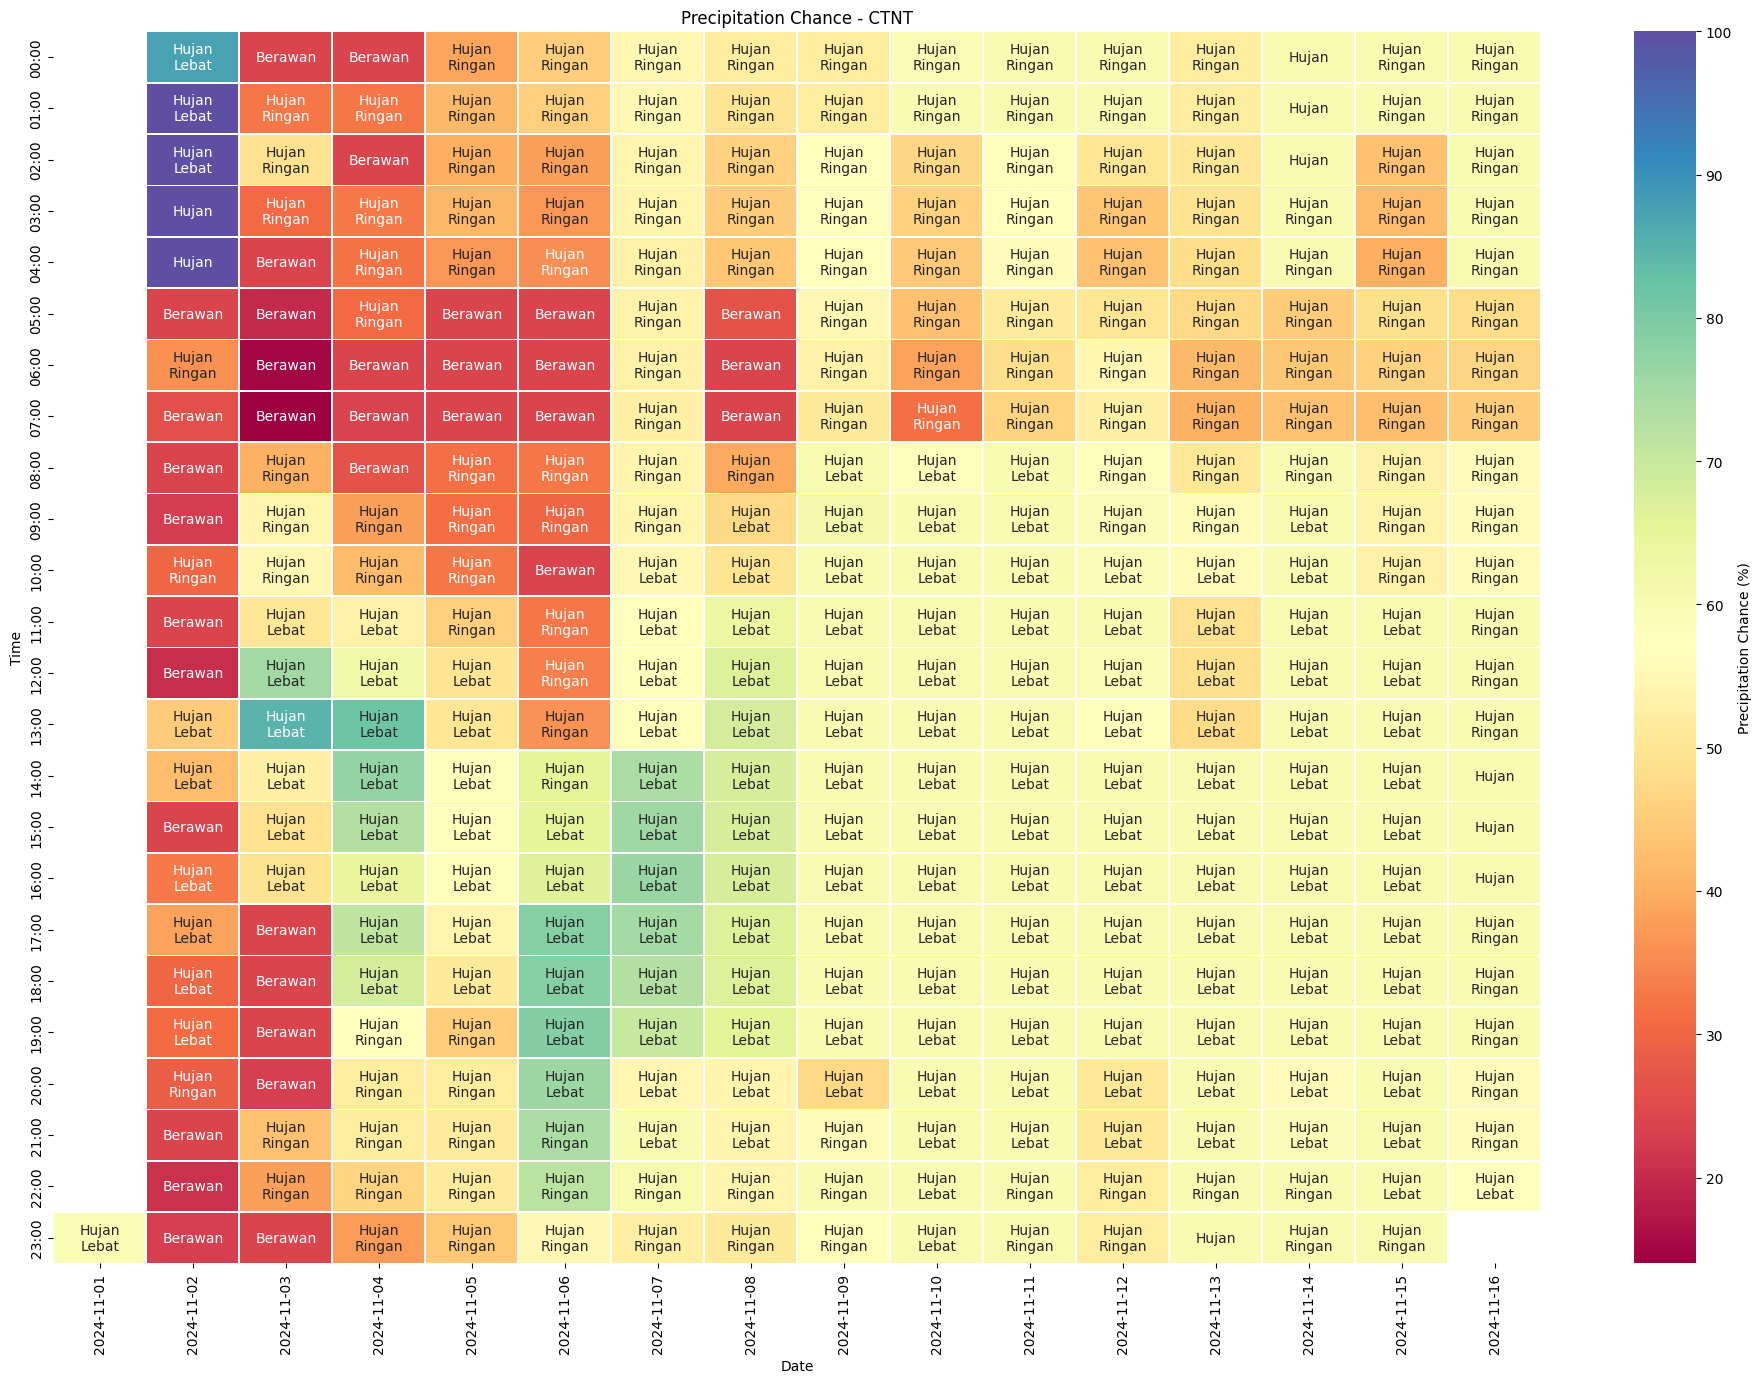 Precipitation Chance - CTNT
00:00 Hujan Lebat Berawan Berawan Hujan Ringan Hujan Ringan Hujan Ringan Hujan Ringan Hujan Ringan Hujan Ringan Hujan Ringan Hujan Ringan Hujan Ringan Hujan Hujan Ringan Hujan Ringan
01:00 Hujan Lebat Hujan Ringan Hujan Ringan Hujan Ringan Hujan Ringan Hujan Ringan Hujan Ringan Hujan Ringan Hujan Ringan Hujan Ringan Hujan Ringan Hujan Ringan Hujan Hujan Ringan Hujan Ringan
02:00 Hujan Lebat Hujan Ringan Berawan Hujan Ringan Hujan Ringan Hujan Ringan Hujan Ringan Hujan Ringan Hujan Ringan Hujan Ringan Hujan Ringan Hujan Ringan Hujan Hujan Ringan Hujan Ringan
03:00 Hujan Hujan Ringan Hujan Ringan Hujan Ringan Hujan Ringan Hujan Ringan Hujan Ringan Hujan Ringan Hujan Ringan Hujan Ringan Hujan Ringan Hujan Ringan Hujan Ringan Hujan Ringan Hujan Ringan
04:00 Hujan Berawan Hujan Ringan Hujan Ringan Hujan Ringan Hujan Ringan Hujan Ringan Hujan Ringan Hujan Ringan Hujan Ringan Hujan Ringan Hujan Ringan Hujan Ringan Hujan Ringan Hujan Ringan
05:00 Berawan Berawan Hujan Ringan Berawan Berawan Hujan Ringan Berawan Hujan Ringan Hujan Ringan Hujan Ringan Hujan Ringan Hujan Ringan Hujan Ringan Hujan Ringan Hujan Ringan
06:00 Hujan Ringan Berawan Berawan Berawan Berawan Hujan Ringan Berawan Hujan Ringan Hujan Ringan Hujan Ringan Hujan Ringan Hujan Ringan Hujan Ringan Hujan Ringan Hujan Ringan
07:00 Berawan Berawan Berawan Berawan Berawan Hujan Ringan Berawan Hujan Ringan Hujan Ringan Hujan Ringan Hujan Ringan Hujan Ringan Hujan Ringan Hujan Ringan Hujan Ringan
08:00 Berawan Hujan Ringan Berawan Hujan Ringan Hujan Ringan Hujan Ringan Hujan Ringan Hujan Lebat Hujan Lebat Hujan Lebat Hujan Ringan Hujan Ringan Hujan Ringan Hujan Ringan Hujan Ringan
09:00 Berawan Hujan Ringan Hujan Ringan Hujan Ringan Hujan Ringan Hujan Ringan Hujan Lebat Hujan Lebat Hujan Lebat Hujan Lebat Hujan Ringan Hujan Ringan Hujan Lebat Hujan Ringan Hujan Ringan
10:00 Hujan Ringan Hujan Ringan Hujan Ringan Hujan Ringan Berawan Hujan Lebat Hujan Lebat Hujan Lebat Hujan Lebat Hujan Lebat Hujan Lebat Hujan Lebat Hujan Lebat Hujan Ringan Hujan Ringan
11:00 Berawan Hujan Lebat Hujan Lebat Hujan Ringan Hujan Ringan Hujan Lebat Hujan Lebat Hujan Lebat Hujan Lebat Hujan Lebat Hujan Lebat Hujan Lebat Hujan Lebat Hujan Lebat Hujan Ringan
12:00 Berawan Hujan Lebat Hujan Lebat Hujan Lebat Hujan Ringan Hujan Lebat Hujan Lebat Hujan Lebat Hujan Lebat Hujan Lebat Hujan Lebat Hujan Lebat Hujan Lebat Hujan Lebat Hujan Ringan
13:00 Hujan Lebat Hujan Lebat Hujan Lebat Hujan Lebat Hujan Ringan Hujan Lebat Hujan Lebat Hujan Lebat Hujan Lebat Hujan Lebat Hujan Lebat Hujan Lebat Hujan Lebat Hujan Lebat Hujan Ringan
14:00 Hujan Lebat Hujan Lebat Hujan Lebat Hujan Lebat Hujan Ringan Hujan Lebat Hujan Lebat Hujan Lebat Hujan Lebat Hujan Lebat Hujan Lebat Hujan Lebat Hujan Lebat Hujan Lebat Hujan
15:00 Berawan Hujan Lebat Hujan Lebat Hujan Lebat Hujan Lebat Hujan Lebat Hujan Lebat Hujan Lebat Hujan Lebat Hujan Lebat Hujan Lebat Hujan Lebat Hujan Lebat Hujan Lebat Hujan
16:00 Hujan Lebat Hujan Lebat Hujan Lebat Hujan Lebat Hujan Lebat Hujan Lebat Hujan Lebat Hujan Lebat Hujan Lebat Hujan Lebat Hujan Lebat Hujan Lebat Hujan Lebat Hujan Lebat Hujan
17:00 Hujan Lebat Berawan Hujan Lebat Hujan Lebat Hujan Lebat Hujan Lebat Hujan Lebat Hujan Lebat Hujan Lebat Hujan Lebat Hujan Lebat Hujan Lebat Hujan Lebat Hujan Lebat Hujan Ringan
18:00 Hujan Lebat Berawan Hujan Lebat Hujan Lebat Hujan Lebat Hujan Lebat Hujan Lebat Hujan Lebat Hujan Lebat Hujan Lebat Hujan Lebat Hujan Lebat Hujan Lebat Hujan Lebat Hujan Ringan
19:00 Hujan Lebat Berawan Hujan Ringan Hujan Ringan Hujan Lebat Hujan Lebat Hujan Lebat Hujan Lebat Hujan Lebat Hujan Lebat Hujan Lebat Hujan Lebat Hujan Lebat Hujan Lebat Hujan Ringan
20:00 Hujan Ringan Berawan Hujan Ringan Hujan Ringan Hujan Lebat Hujan Lebat Hujan Lebat Hujan Lebat Hujan Lebat Hujan Lebat Hujan Lebat Hujan Lebat Hujan Lebat Hujan Lebat Hujan Ringan
21:00 Berawan Hujan Ringan Hujan Ringan Hujan Ringan Hujan Ringan Hujan Lebat Hujan Lebat Hujan Ringan Hujan Lebat Hujan Lebat Hujan Lebat Hujan Lebat Hujan Lebat Hujan Lebat Hujan Ringan
22:00 Berawan Hujan Ringan Hujan Ringan Hujan Ringan Hujan Ringan Hujan Ringan Hujan Ringan Hujan Ringan Hujan Lebat Hujan Ringan Hujan Ringan Hujan Ringan Hujan Ringan Hujan Lebat Hujan Lebat
23:00 Hujan Lebat Berawan Berawan Hujan Ringan Hujan Ringan Hujan Ringan Hujan Ringan Hujan Ringan Hujan Ringan Hujan Lebat Hujan Ringan Hujan Ringan Hujan Hujan Ringan Hujan Ringan
Time
2024-11-01 2024-11-02 2024-11-03 2024-11-04 2024-11-05 2024-11-06 2024-11-07 2024-11-08 2024-11-09 2024-11-10 2024-11-11 2024-11-12 2024-11-13 2024-11-14 2024-11-15 2024-11-16
Date
100
90
80
70
60
50
40
30
20
Precipitation Chance (%)